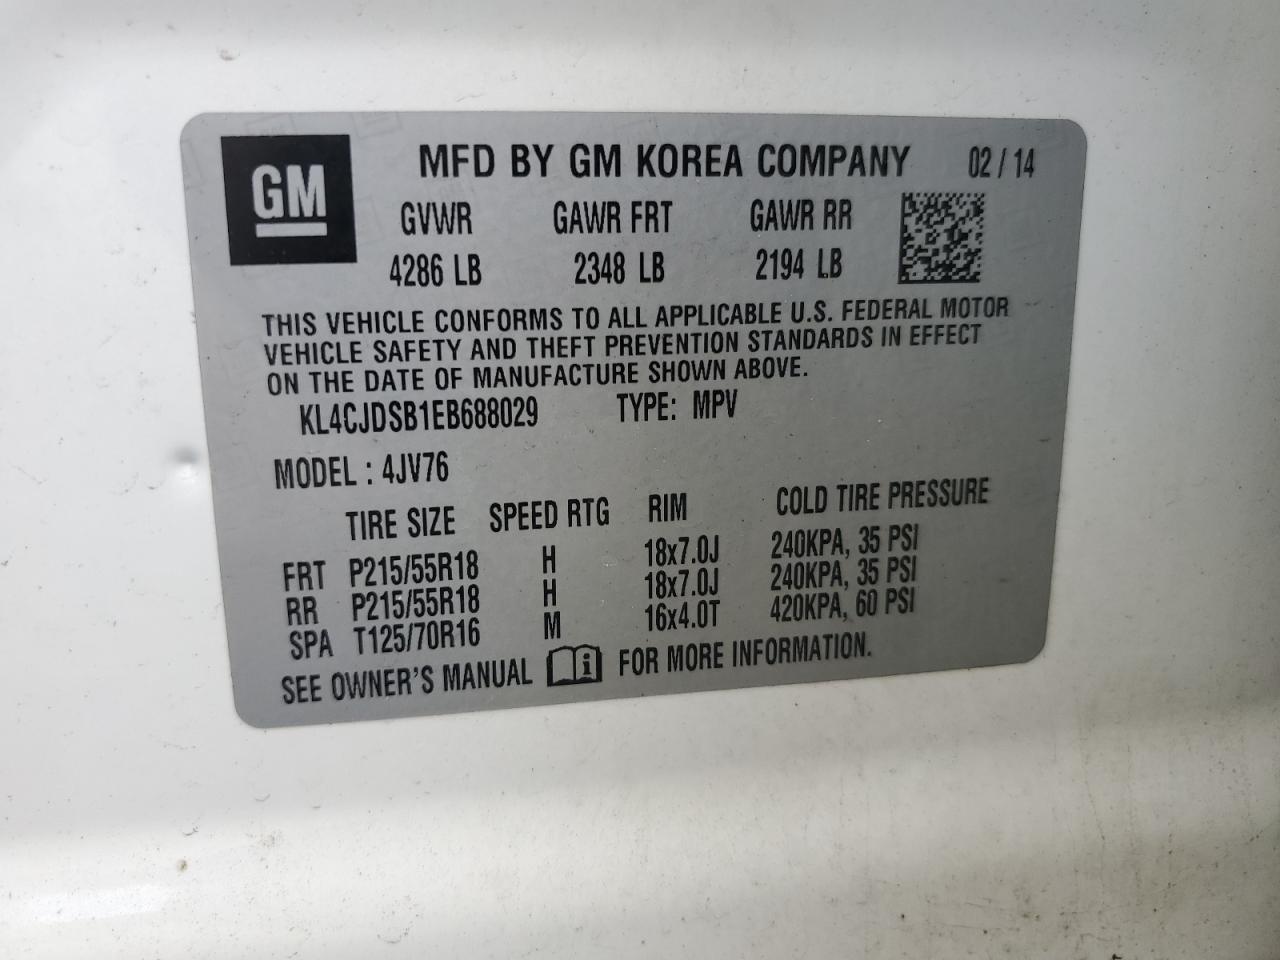 GM
MFD BY GM KOREA COMPANY 02 / 14
GVWR GAWR FRT GAWR RR
4286 LB 2348 LB 2194 LB
THIS VEHICLE CONFORMS TO ALL APPLICABLE U.S. FEDERAL MOTOR
VEHICLE SAFETY AND THEFT PREVENTION STANDARDS IN EFFECT
ON THE DATE OF MANUFACTURE SHOWN ABOVE.
KL4CJDSB1EB688029 TYPE: MPV
MODEL : 4JV76
TIRE SIZE SPEED RTG RIM COLD TIRE PRESSURE
FRT P215/55R18 H 18x7.0J 240KPA, 35 PSI
RR P215/55R18 H 18x7.0J 240KPA, 35 PSI
SPA T125/70R16 M 16x4.0T 420KPA, 60 PSI
SEE OWNER'S MANUAL i FOR MORE INFORMATION.